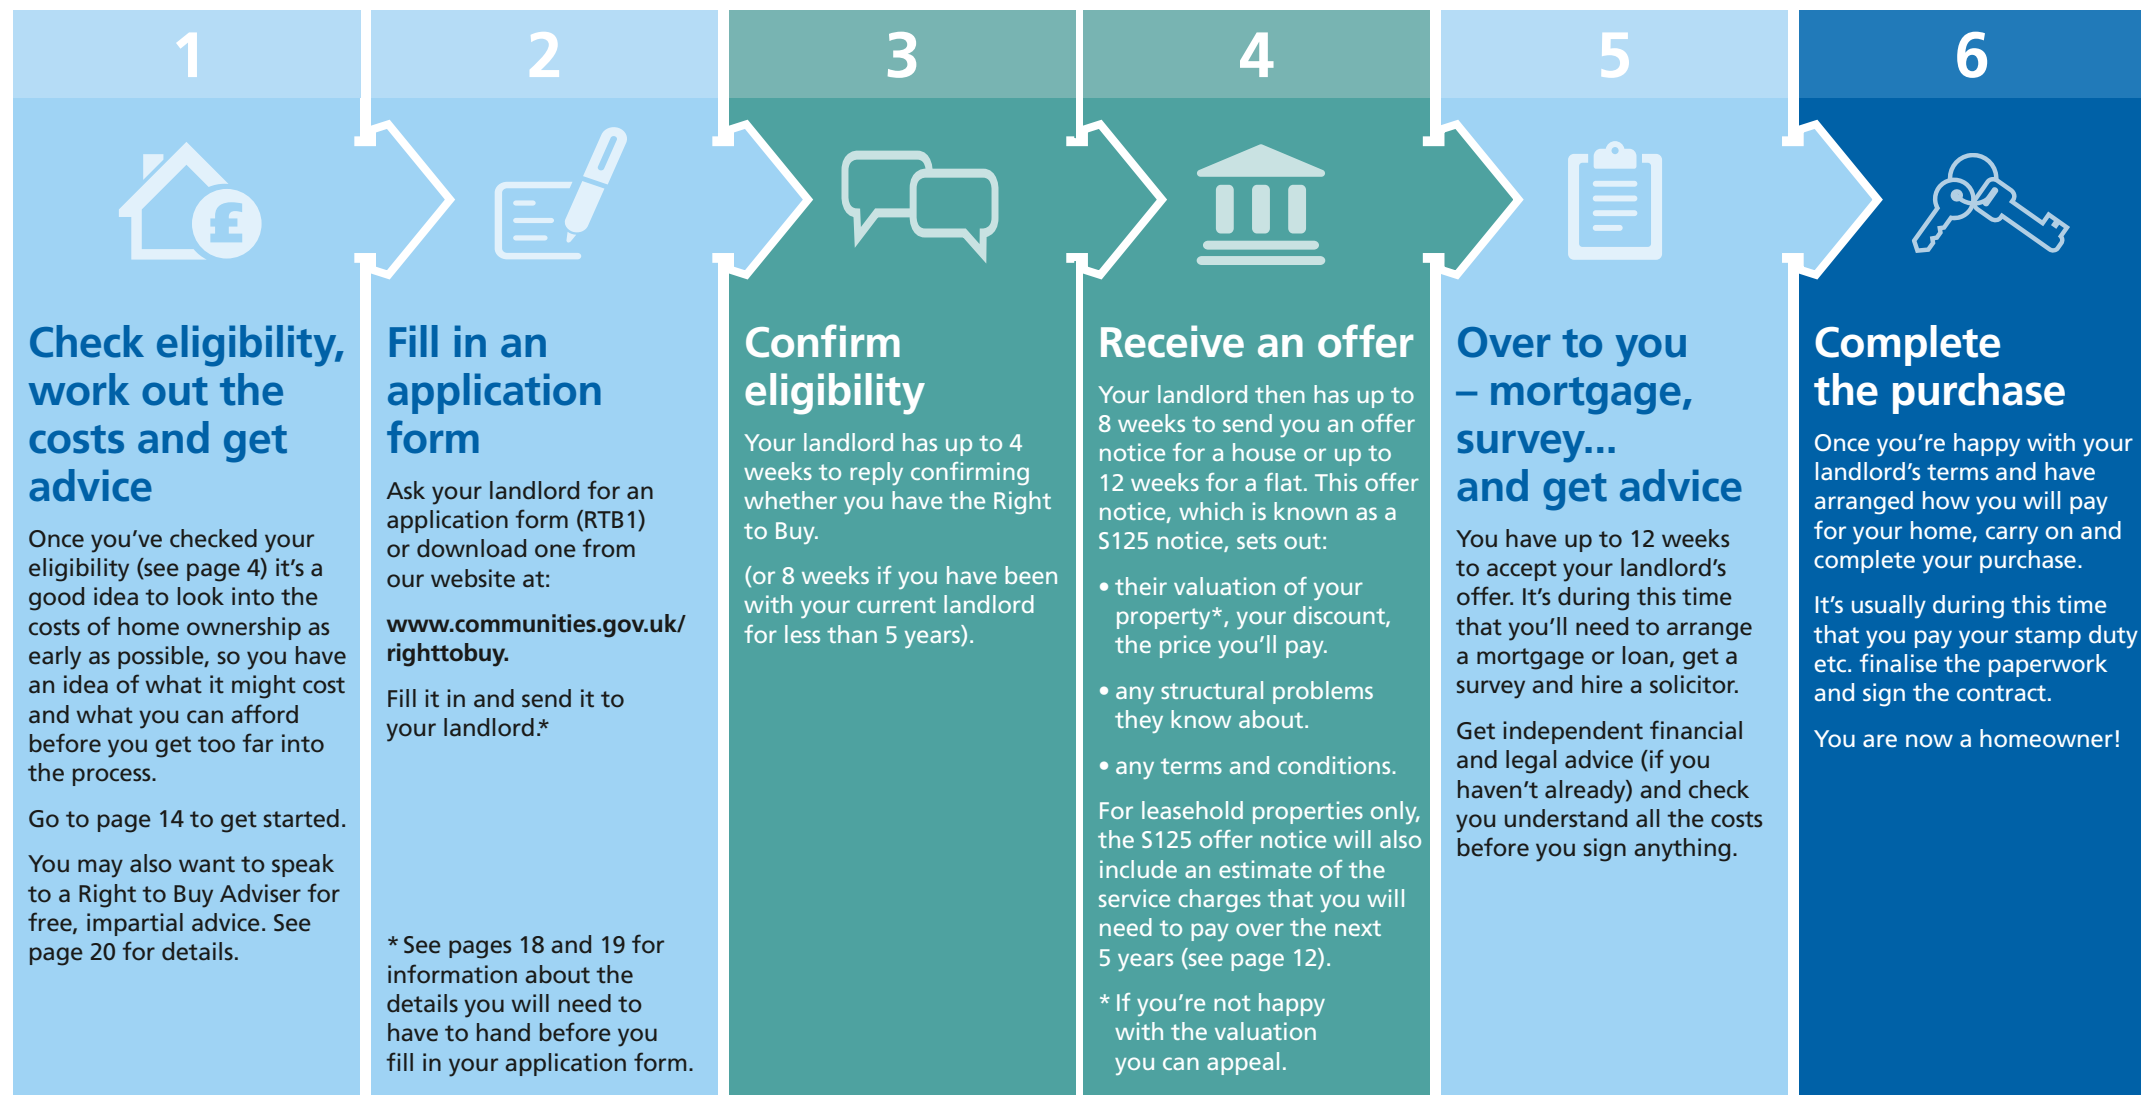 1
Check eligibility,
work out the
costs and get
advice
Once you've checked your
eligibility (see page 4) it's a
good idea to look into the
costs of home ownership as
early as possible, so you have
an idea of what it might cost
and what you can afford
before you get too far into
the process.
Go to page 14 to get started.
You may also want to speak
to a Right to Buy Adviser for
free, impartial advice. See
page 20 for details.
2
Fill in an
application
form
Ask your landlord for an
application form (RTB1)
or download one from
our website at:
www.communities.gov.uk/
righttobuy.
Fill it in and send it to
your landlord.*
* See pages 18 and 19 for
information about the
details you will need to
have to hand before you
fill in your application form.
3
Confirm
eligibility
Your landlord has up to 4
weeks to reply confirming
whether you have the Right
to Buy.
(or 8 weeks if you have been
with your current landlord
for less than 5 years).
4
Receive an offer
Your landlord then has up to
8 weeks to send you an offer
notice for a house or up to
12 weeks for a flat. This offer
notice, which is known as a
S125 notice, sets out:
• their valuation of your
property*, your discount,
the price you'll pay.
• any structural problems
they know about.
• any terms and conditions.
For leasehold properties only,
the S125 offer notice will also
include an estimate of the
service charges that you will
need to pay over the next
5 years (see page 12).
* If you're not happy
with the valuation
you can appeal.
5
Over to you
– mortgage,
survey...
and get advice
You have up to 12 weeks
to accept your landlord's
offer. It's during this time
that you'll need to arrange
a mortgage or loan, get a
survey and hire a solicitor.
Get independent financial
and legal advice (if you
haven't already) and check
you understand all the costs
before you sign anything.
6
Complete
the purchase
Once you're happy with your
landlord's terms and have
arranged how you will pay
for your home, carry on and
complete your purchase.
It's usually during this time
that you pay your stamp duty
etc. finalise the paperwork
and sign the contract.
You are now a homeowner!
£